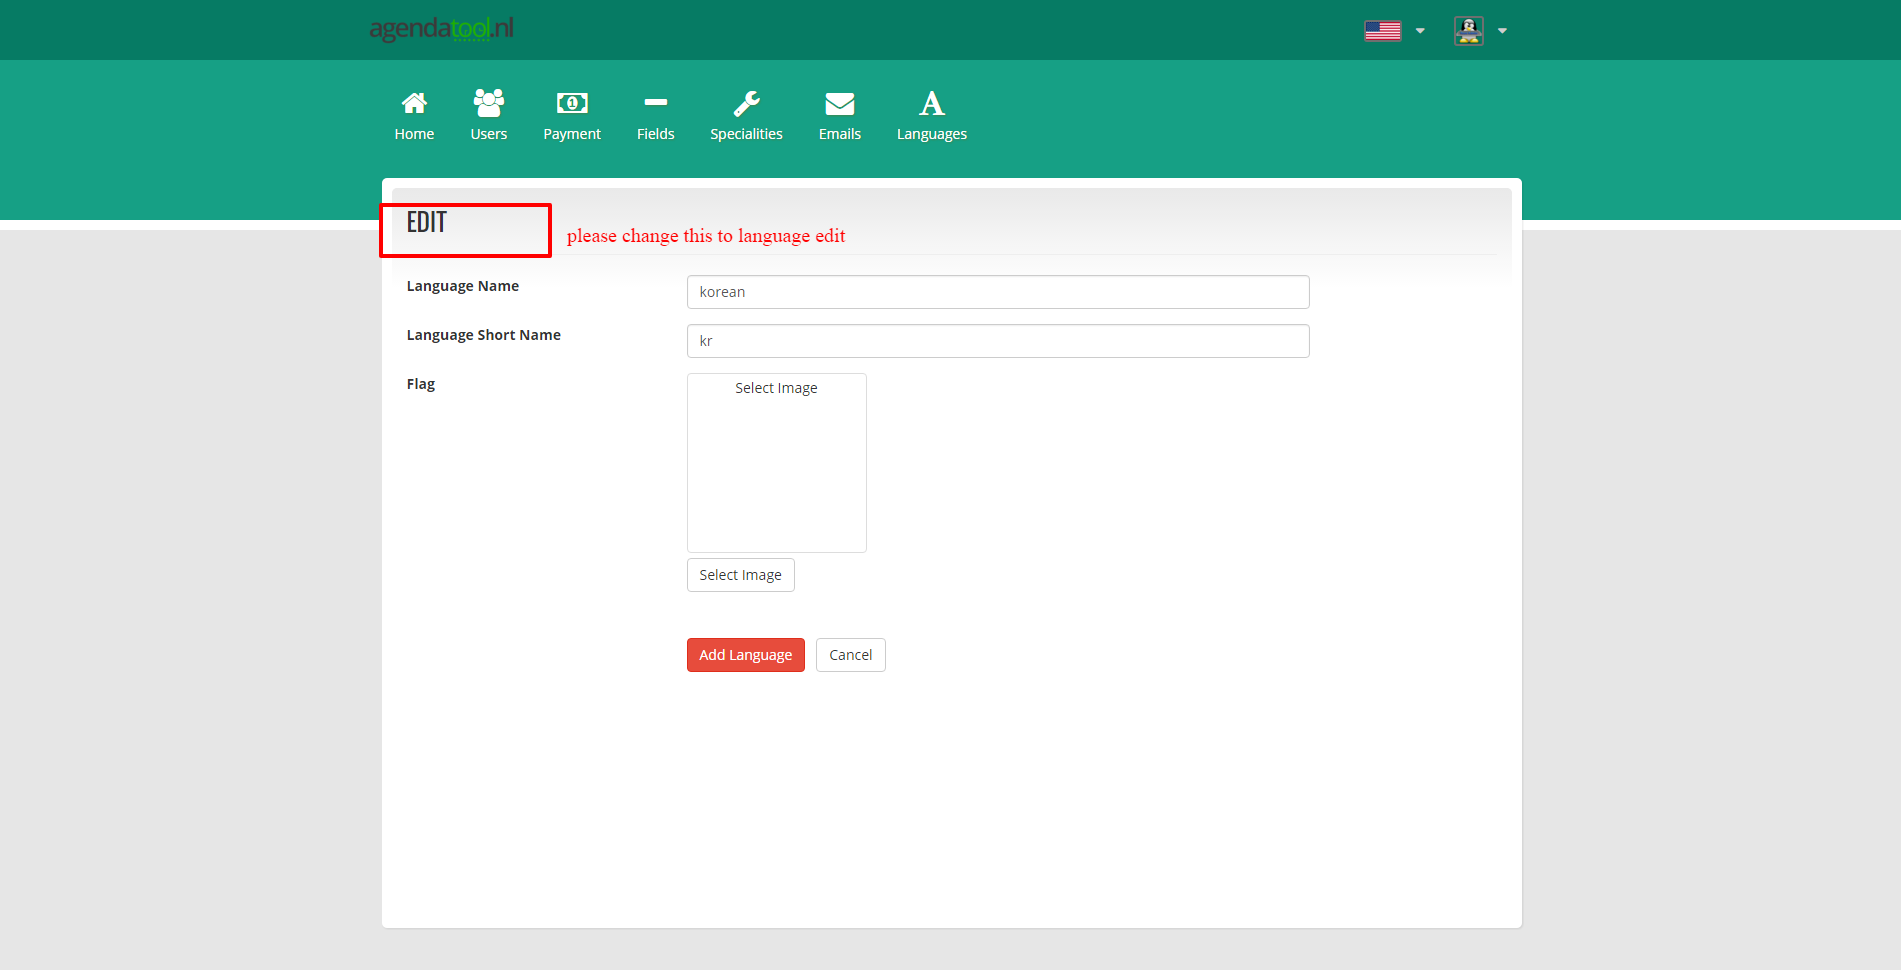 agendatool.nl
Home Users Payment Fields Specialities Emails Languages
EDIT
please change this to language edit
Language Name korean
Language Short Name kr
Flag Select Image
Select Image
Add Language Cancel